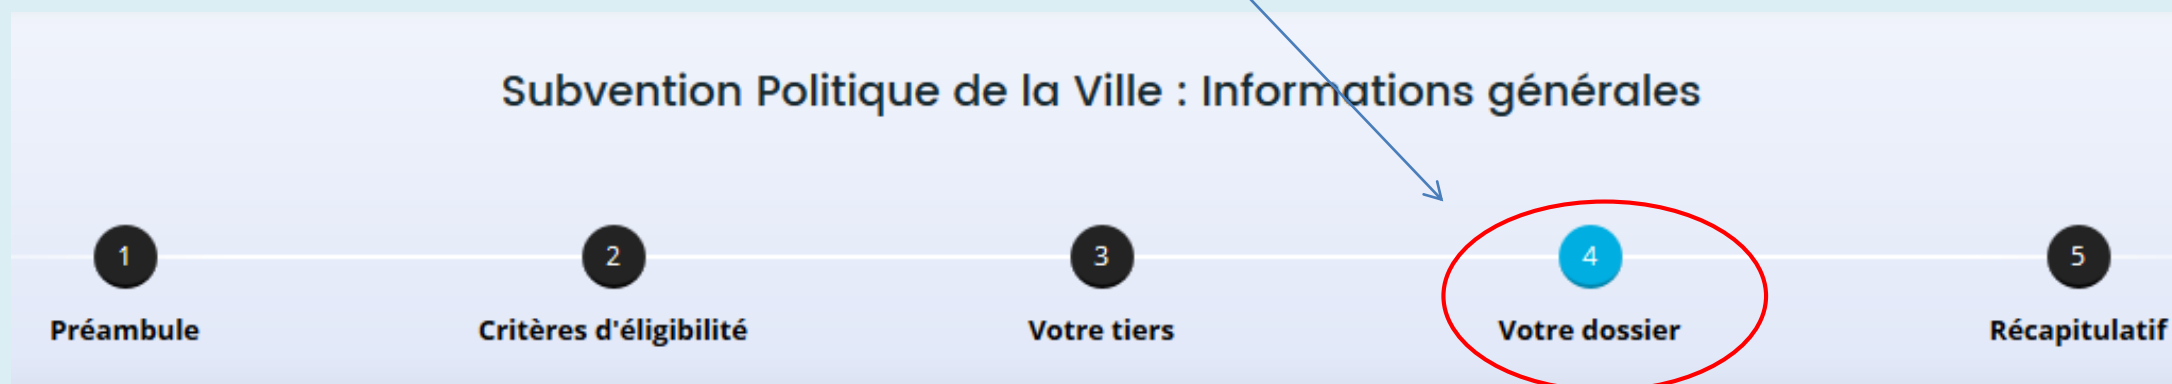 Subvention Politique de la Ville : Informations générales
1 2 3 4 5
Préambule Critères d'éligibilité Votre tiers Votre dossier Récapitulatif